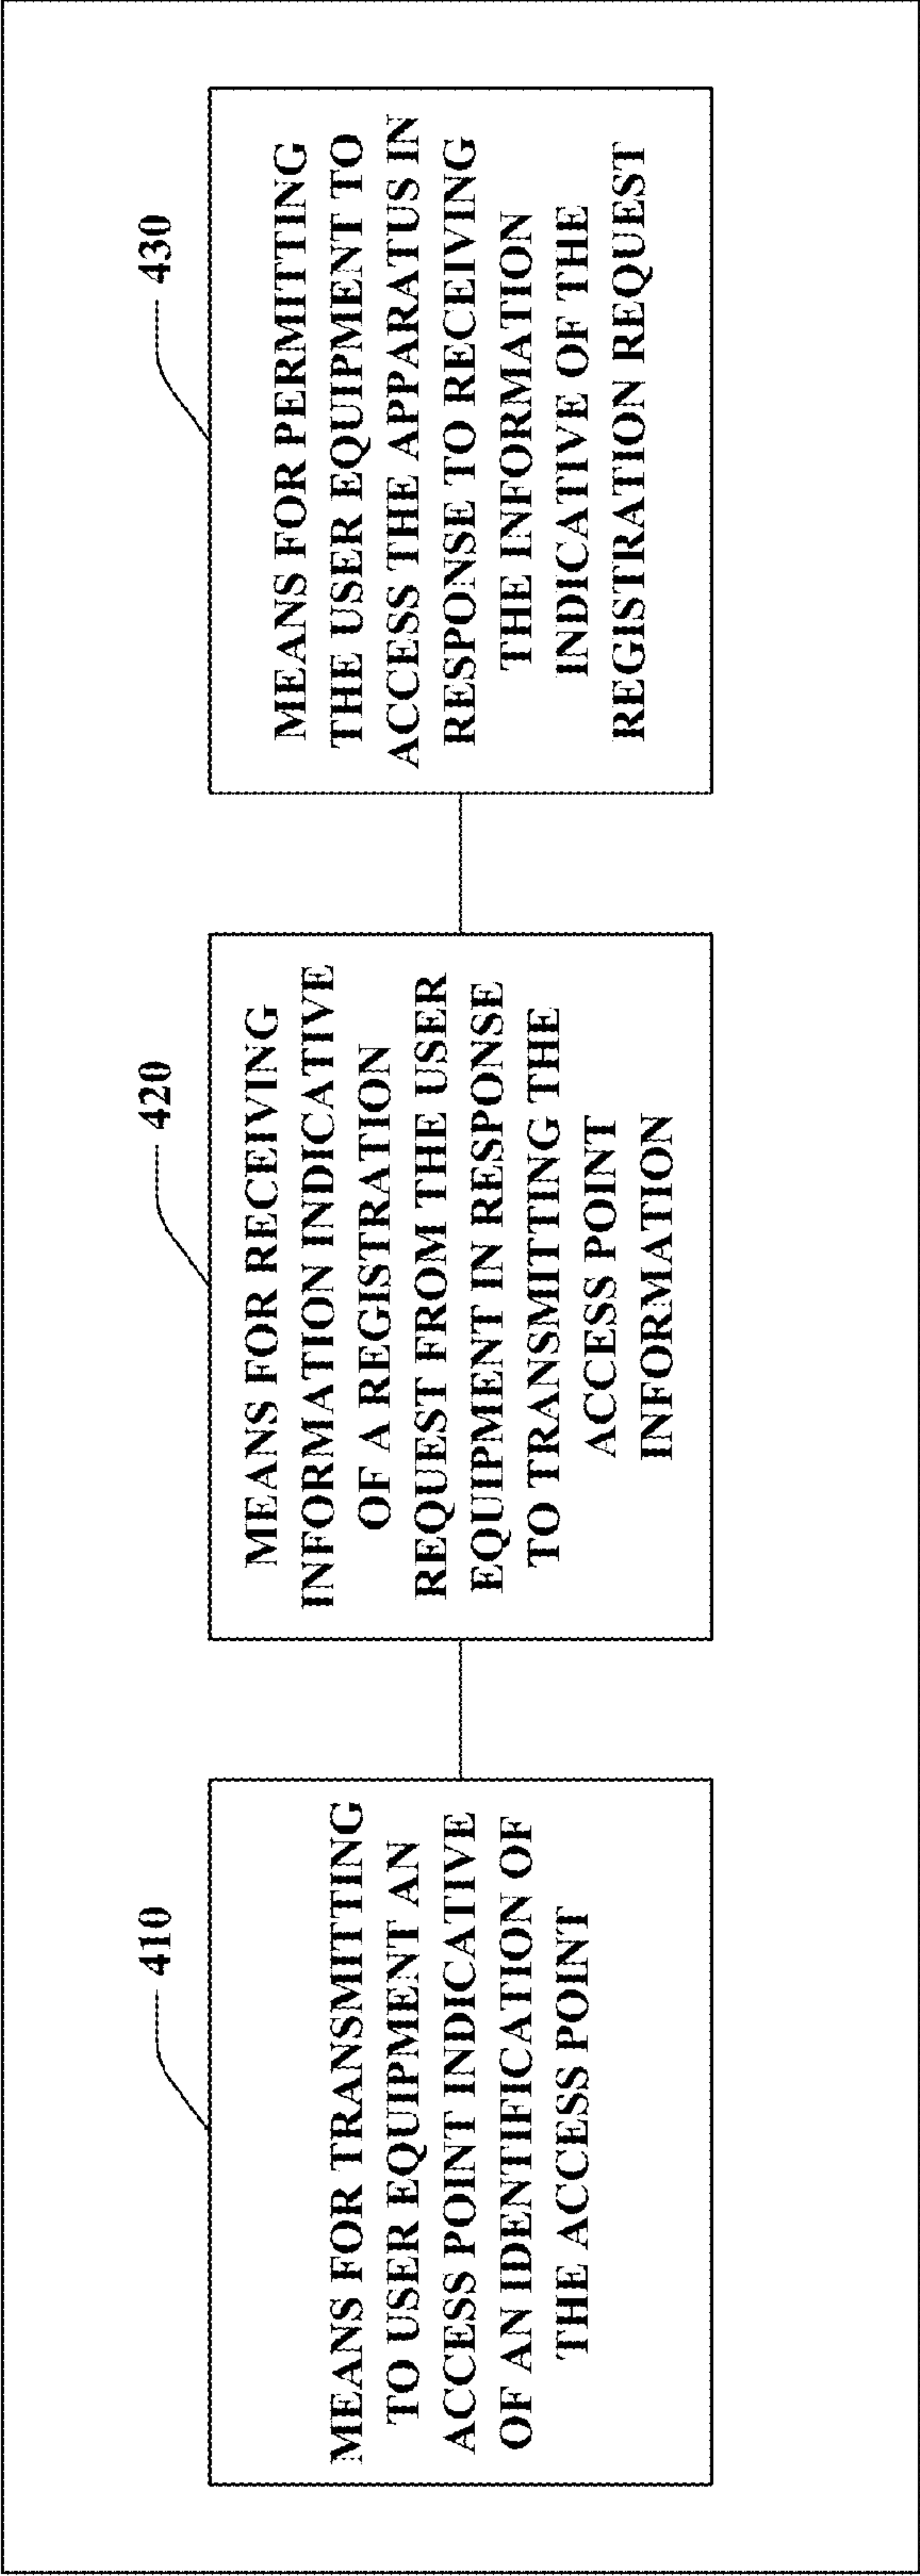 410
MEANS FOR TRANSMITTING
TO USER EQUIPMENT AN
ACCESS POINT INDICATIVE
OF AN IDENTIFICATION OF
THE ACCESS POINT
420
MEANS FOR RECEIVING
INFORMATION INDICATIVE
OF A REGISTRATION
REQUEST FROM THE USER
EQUIPMENT IN RESPONSE
TO TRANSMITTING THE
ACCESS POINT
INFORMATION
430
MEANS FOR PERMITTING
THE USER EQUIPMENT TO
ACCESS THE APPARATUS IN
RESPONSE TO RECEIVING
THE INFORMATION
INDICATIVE OF THE
REGISTRATION REQUEST